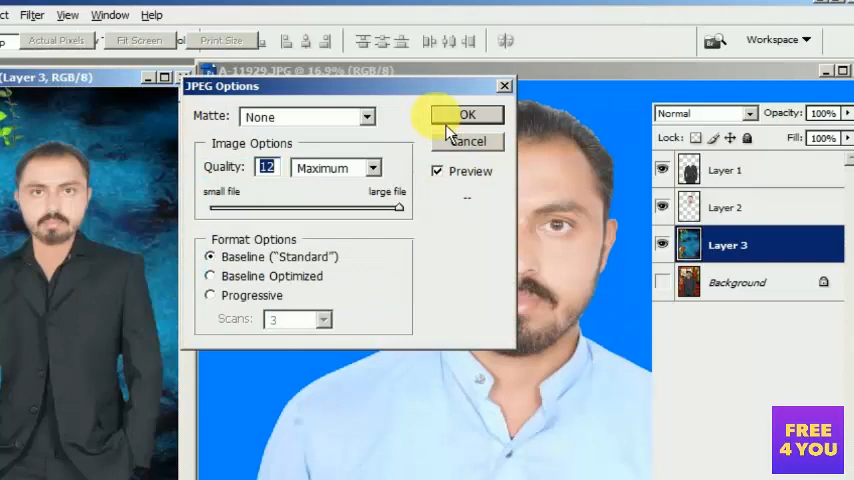 ct Filter View Window Help
p Actual Pixels Fit Screen Print Size Workspace
(Layer 3, RGB/8)
A-11929.JPG @ 16.9% (RGB/8)
JPEG Options
Matte: None
OK
Cancel
Preview
--
Image Options
Quality: 12 Maximum
small file large file
Format Options
Baseline ("Standard")
Baseline Optimized
Progressive
Scans: 3
Normal Opacity: 100%
Lock: Fill: 100%
Layer 1
Layer 2
Layer 3
Background
FREE
4 YOU